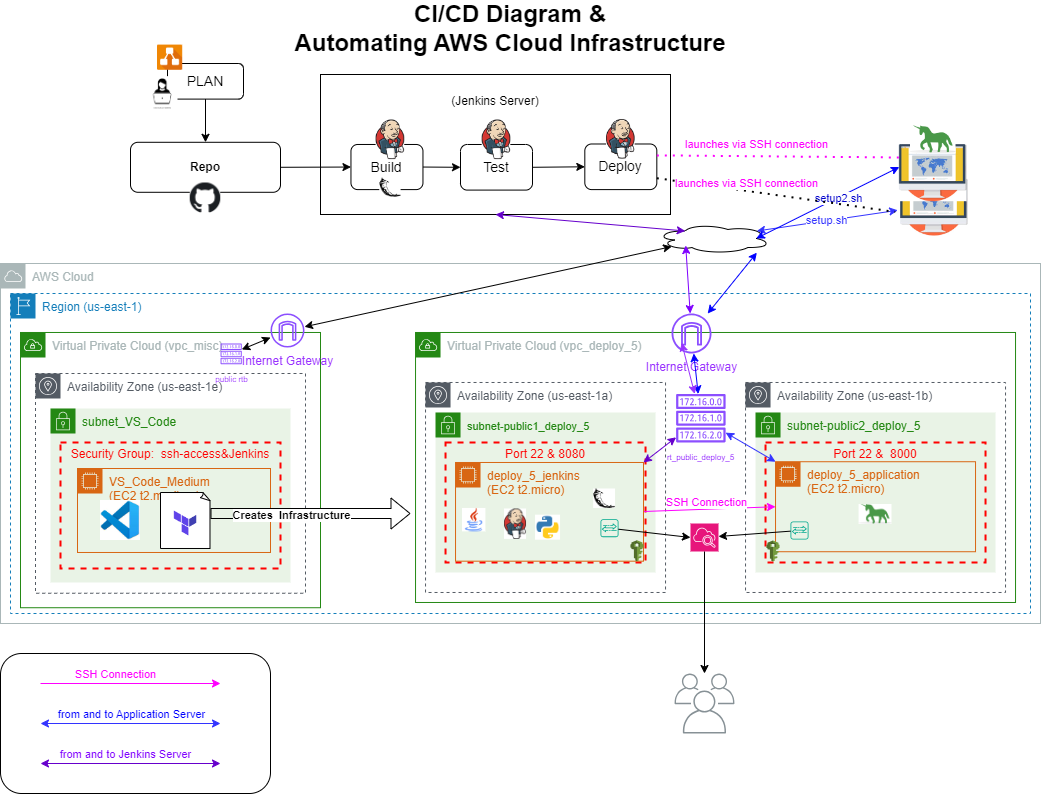 CI/CD Diagram &
Automating AWS Cloud Infrastructure
PLAN
(Jenkins Server)
Repo
Build
Test
Deploy
launches via SSH connection
launches via SSH connection
setup2.sh
setup.sh
AWS Cloud
Region (us-east-1)
Virtual Private Cloud (vpc_misc)
Internet Gateway
public rtb
Availability Zone (us-east-1e)
subnet_VS_Code
Security Group: ssh-access&Jenkins
VS_Code_Medium
(EC2
Creates Infrastructure
Virtual Private Cloud (vpc_deploy_5)
Internet Gateway
172.16.0.0
172.16.1.0
172.16.2.0
rt_public_deploy_5
Availability Zone (us-east-1a)
subnet-public1_deploy_5
Port 22 & 8080
deploy_5_jenkins
(EC2 t2.micro)
Java
SSH Connection
Availability Zone (us-east-1b)
subnet-public2_deploy_5
Port 22 & 8000
deploy_5_application
(EC2 t2.micro)
SSH Connection
from and to Application Server
from and to Jenkins Server